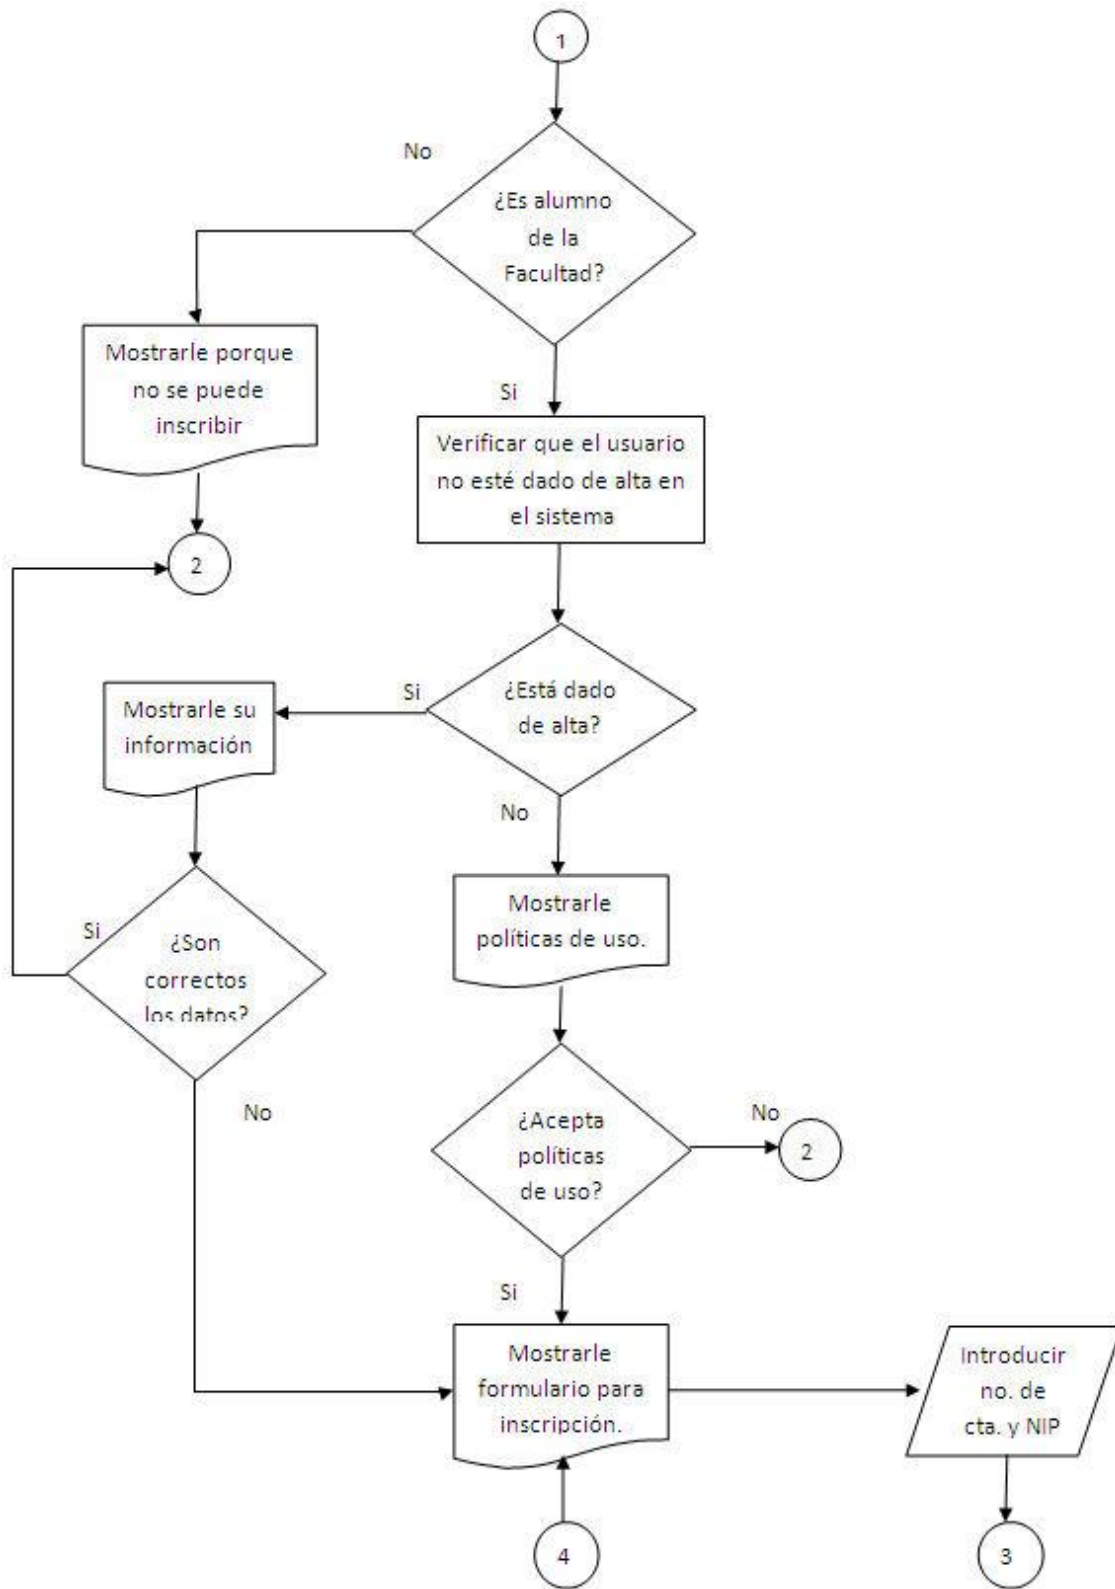 1
No
¿Es alumno
de la
Facultad?
Mostrarle porque
no se puede
inscribir
Si
Verificar que el usuario
no esté dado de alta en
el sistema
2
Si
¿Está dado
de alta?
Mostrarle su
información
No
Mostrarle
políticas de uso.
Si
¿Son
correctos
los datos?
No
¿Acepta
políticas
de uso?
No
2
Si
Mostrarle
formulario para
inscripción.
Introducir
no. de
cta. y NIP
4
3